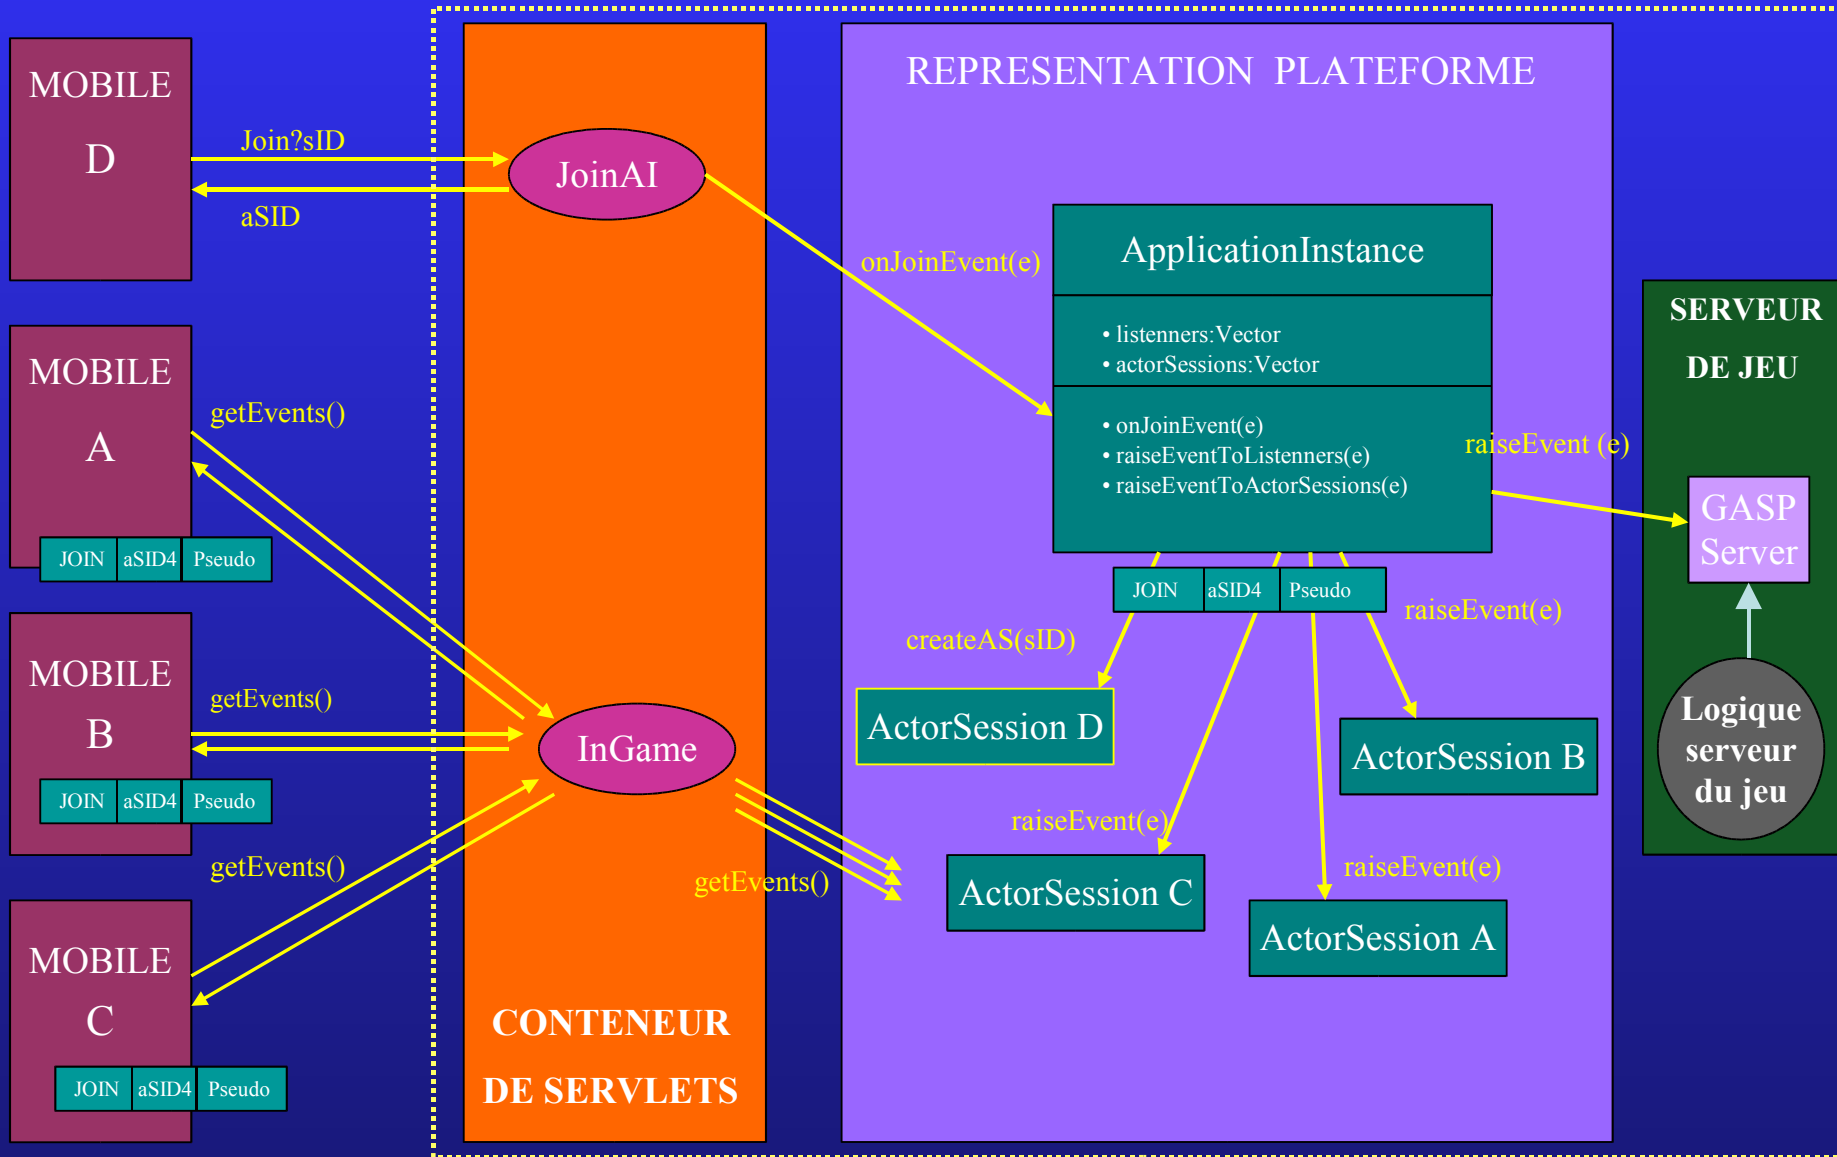 REPRESENTATION PLATEFORME
MOBILE
D
Join?sID
aSID
JoinAI
onJoinEvent(e)
ApplicationInstance
• listenners:Vector
• actorSessions:Vector
• onJoinEvent(e)
• raiseEventToListenners(e)
• raiseEventToActorSessions(e)
raiseEvent (e)
SERVEUR
DE JEU
GASP
Server
Logique
serveur
du jeu
MOBILE
A
getEvents()
JOIN aSID4 Pseudo
MOBILE
B
getEvents()
JOIN aSID4 Pseudo
InGame
getEvents()
MOBILE
C
getEvents()
JOIN aSID4 Pseudo
CONTENEUR
DE SERVLETS
JOIN aSID4 Pseudo
createAS(sID)
raiseEvent(e)
ActorSession D
ActorSession B
raiseEvent(e)
ActorSession C
raiseEvent(e)
ActorSession A